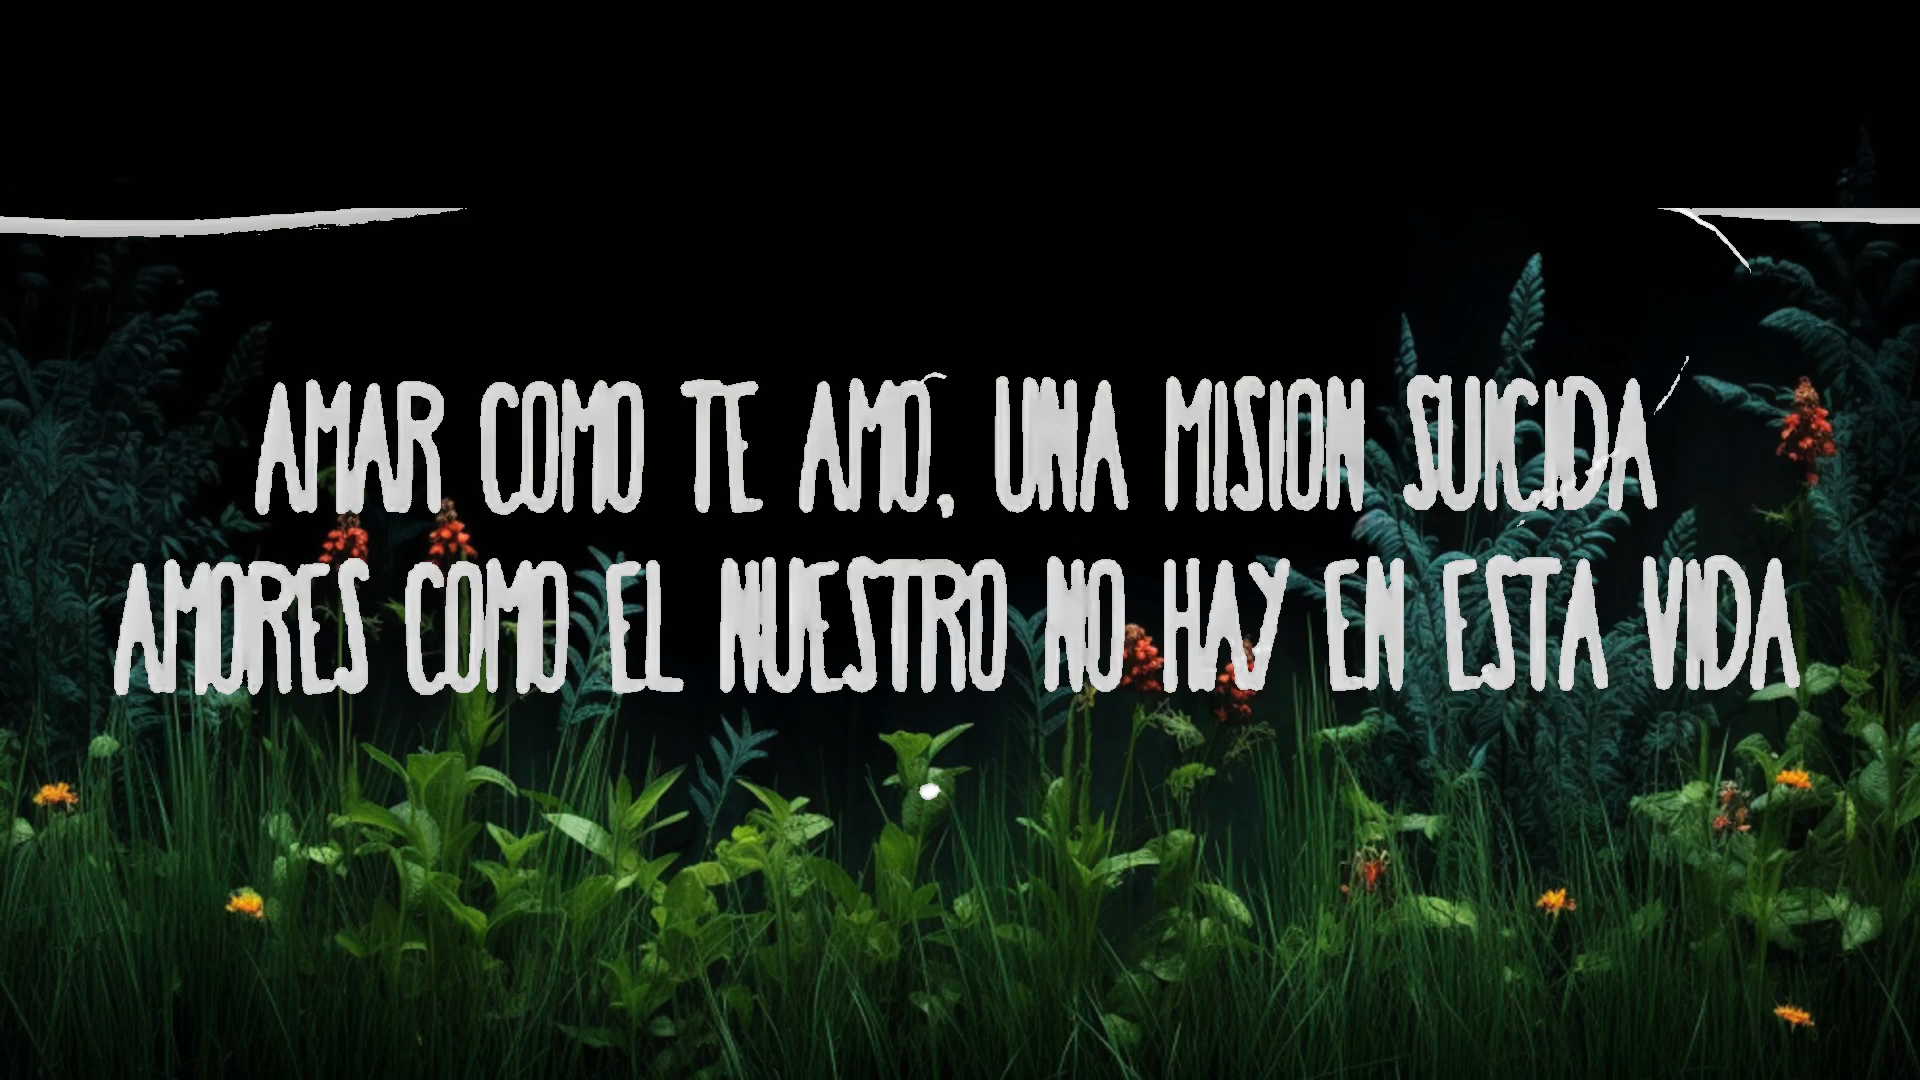 AMAR COMO TE AMO, UNA MISION SUICIDA
AMORES COMO EL NUESTRO NO HAY EN ESTA VIDA